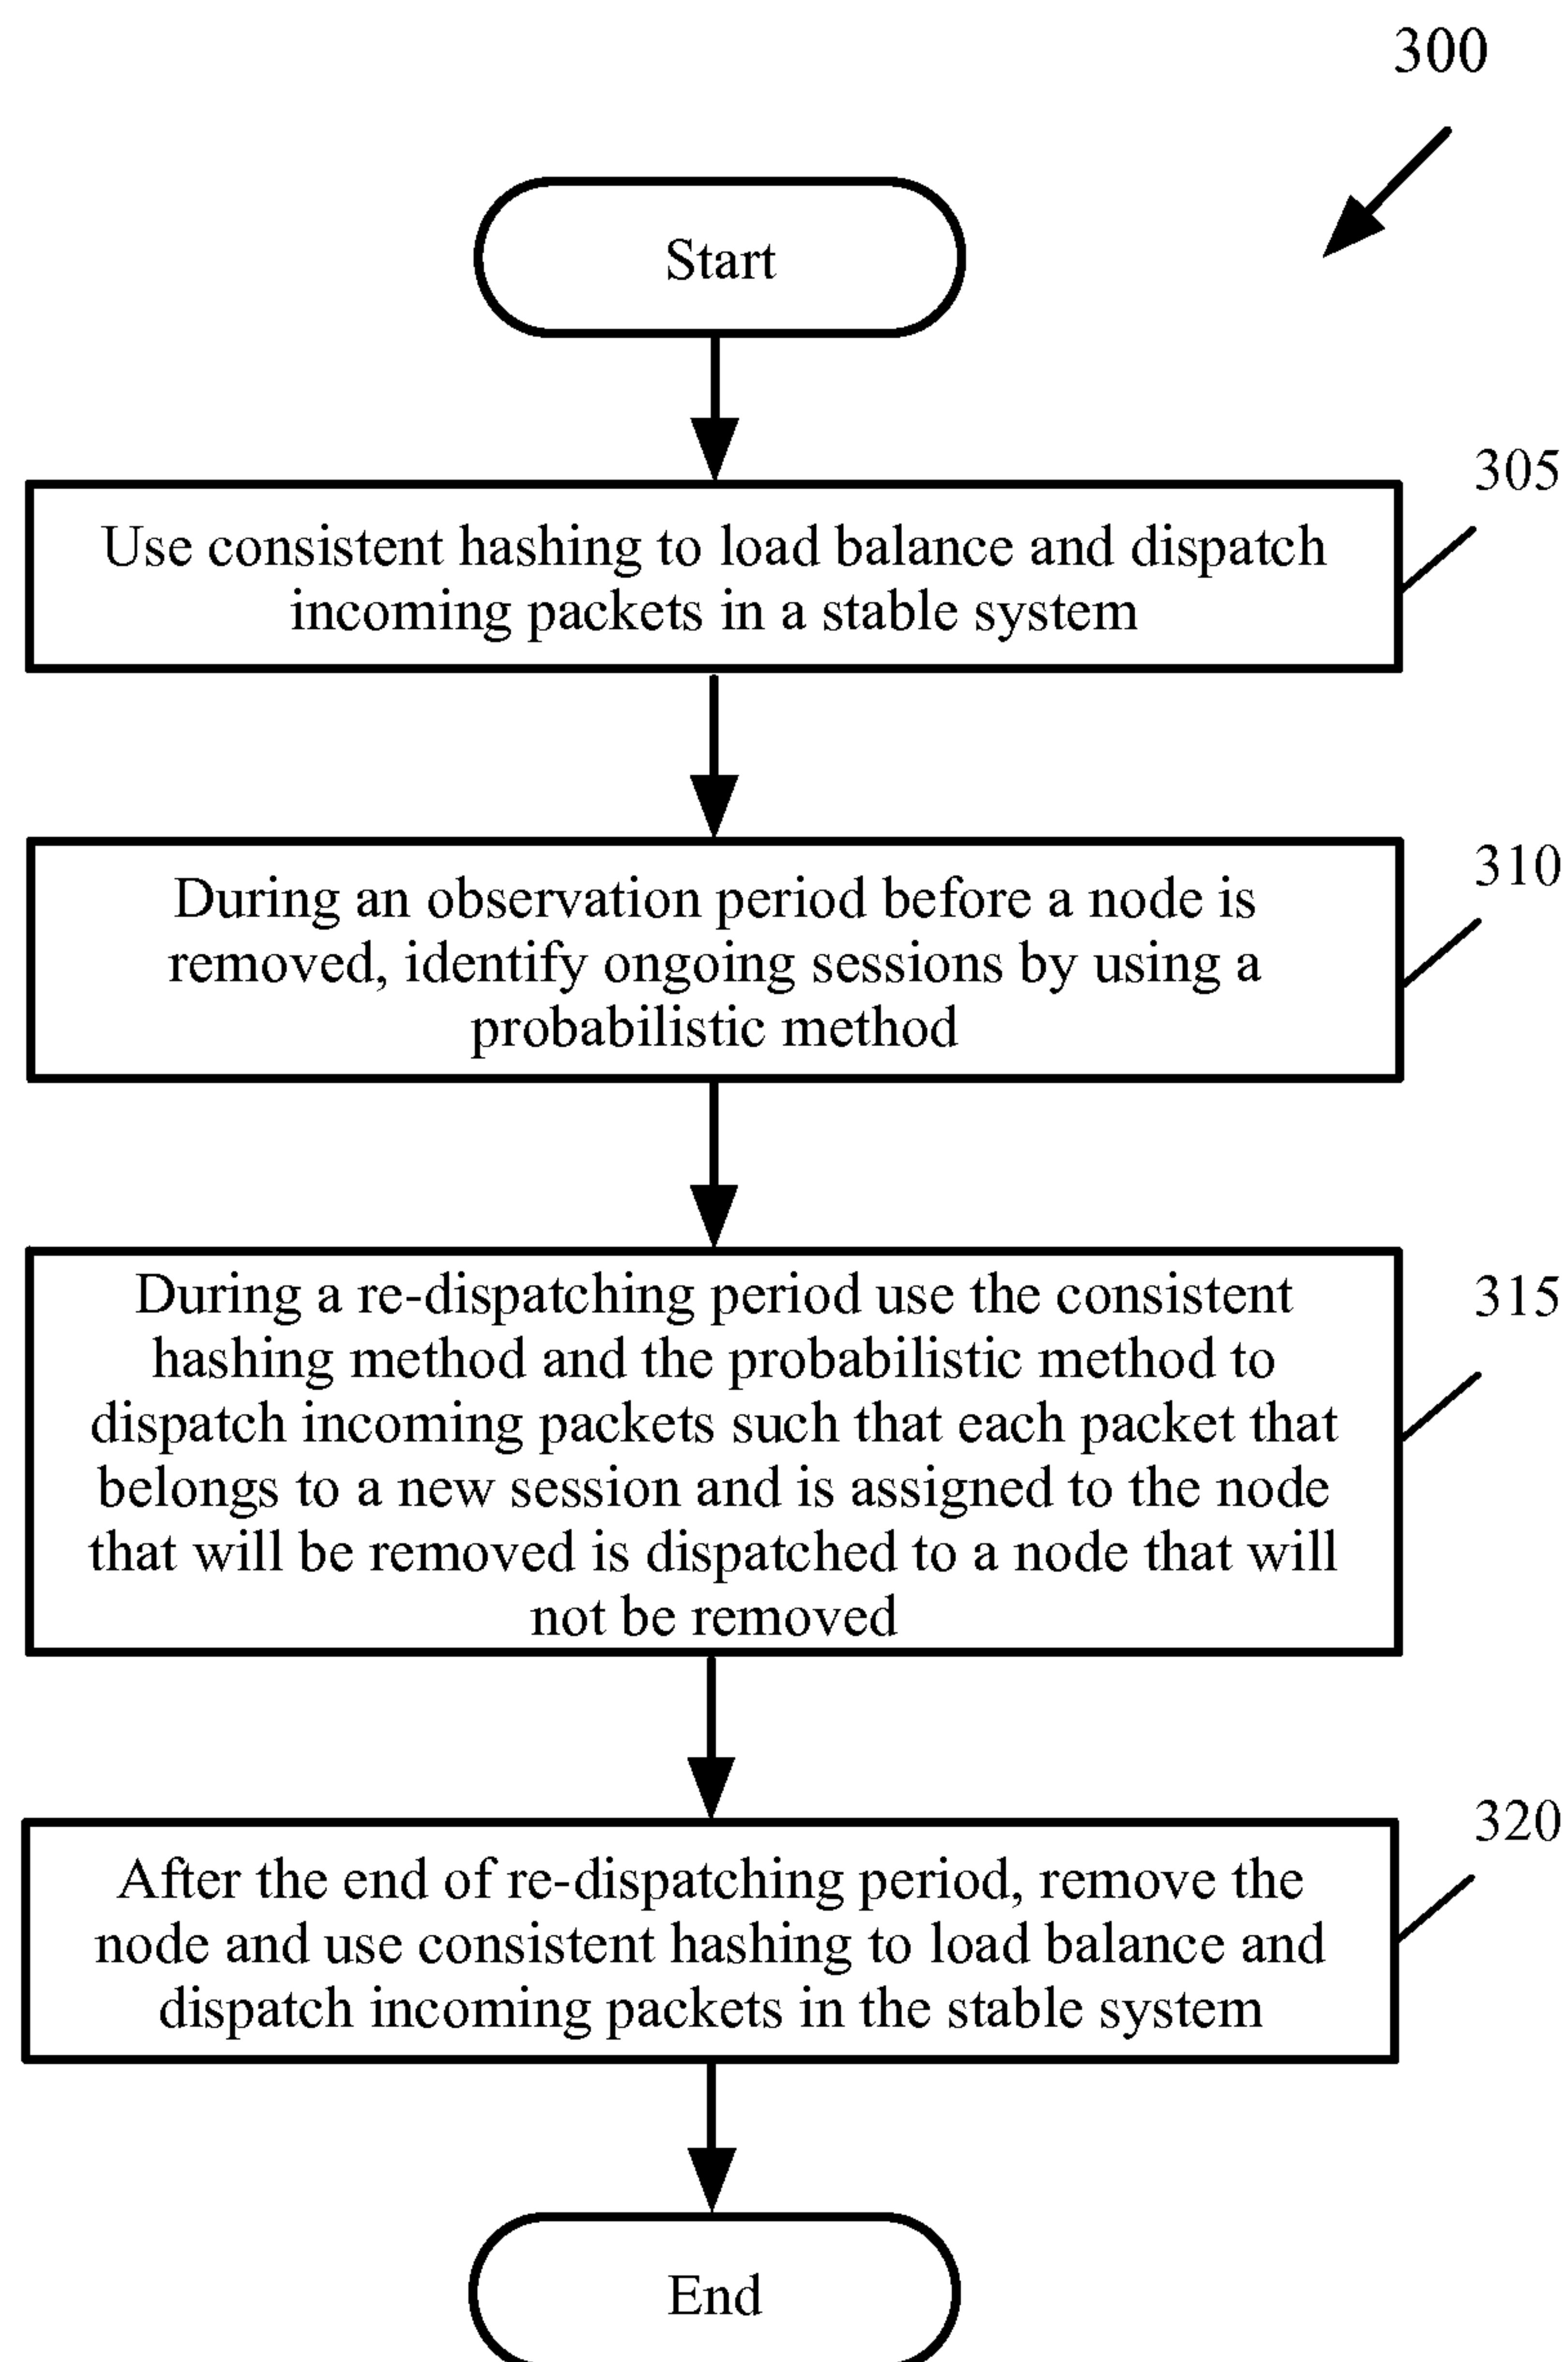 300
Start
305
Use consistent hashing to load balance and dispatch
incoming packets in a stable system
310
During an observation period before a node is
removed, identify ongoing sessions by using a
probabilistic method
315
During a re-dispatching period use the consistent
hashing method and the probabilistic method to
dispatch incoming packets such that each packet that
belongs to a new session and is assigned to the node
that will be removed is dispatched to a node that will
not be removed
320
After the end of re-dispatching period, remove the
node and use consistent hashing to load balance and
dispatch incoming packets in the stable system
End